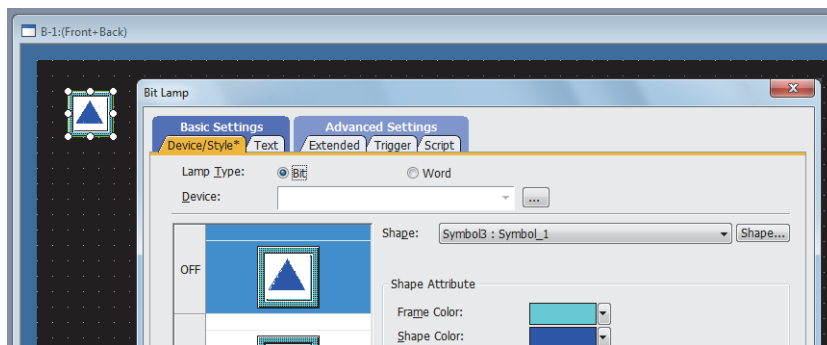 B-1:(Front+Back)
Bit Lamp
Basic Settings Advanced Settings
Device/Style* Text Extended Trigger Script
Lamp Type: Bit Word
Device: ...
Shape: Symbol3 : Symbol_1 Shape...
OFF
Shape Attribute
Frame Color:
Shape Color: